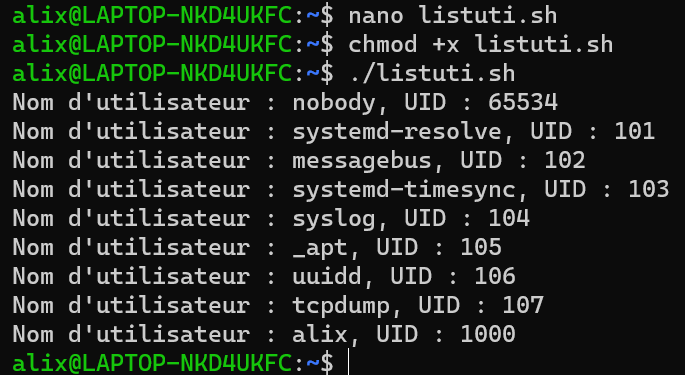 alix@LAPTOP-NKD4UKFC:~$ nano listuti.sh
alix@LAPTOP-NKD4UKFC:~$ chmod +x listuti.sh
alix@LAPTOP-NKD4UKFC:~$ ./listuti.sh
Nom d'utilisateur : nobody, UID : 65534
Nom d'utilisateur : systemd-resolve, UID : 101
Nom d'utilisateur : messagebus, UID : 102
Nom d'utilisateur : systemd-timesync, UID : 103
Nom d'utilisateur : syslog, UID : 104
Nom d'utilisateur : _apt, UID : 105
Nom d'utilisateur : uuidd, UID : 106
Nom d'utilisateur : tcpdump, UID : 107
Nom d'utilisateur : alix, UID : 1000
alix@LAPTOP-NKD4UKFC:~$